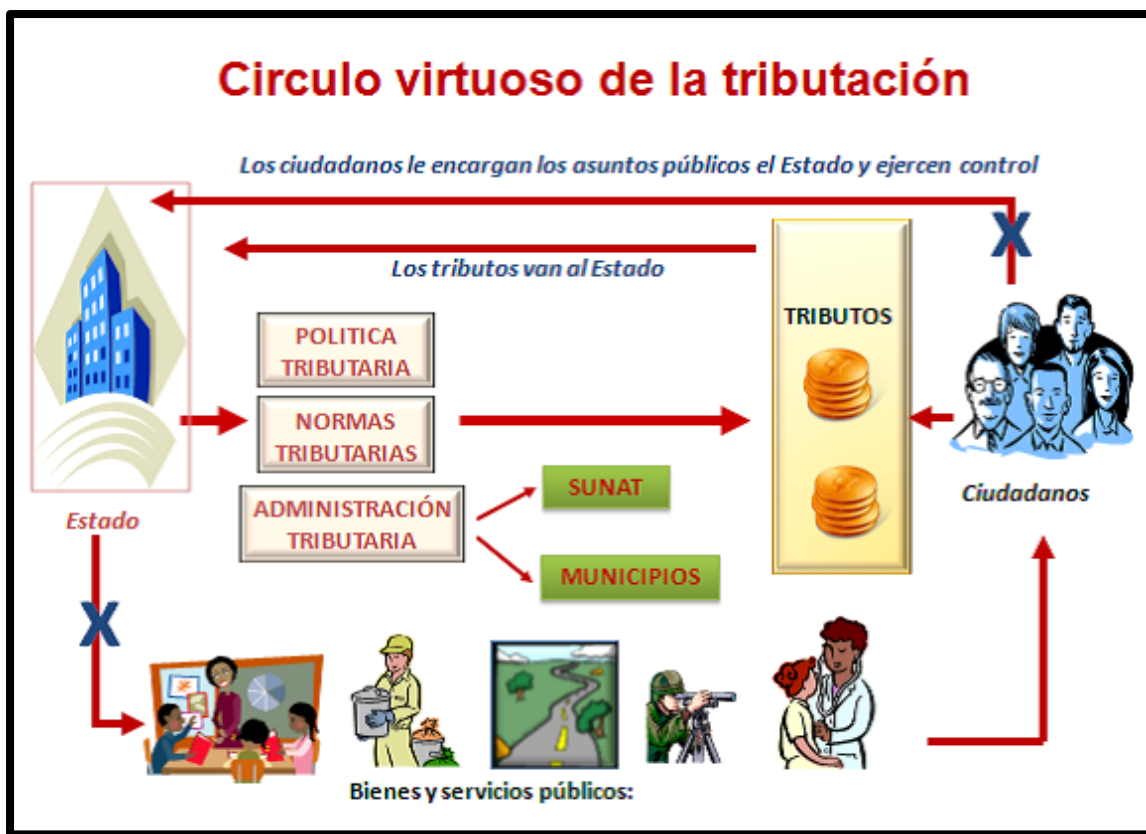 Circulo virtuoso de la tributación
Los ciudadanos le encargan los asuntos públicos el Estado y ejercen control
X
Los tributos van al Estado
TRIBUTOS
POLITICA
TRIBUTARIA
NORMAS
TRIBUTARIAS
ADMINISTRACIÓN
TRIBUTARIA
SUNAT
MUNICIPIOS
Estado
Ciudadanos
X
Bienes y servicios públicos: